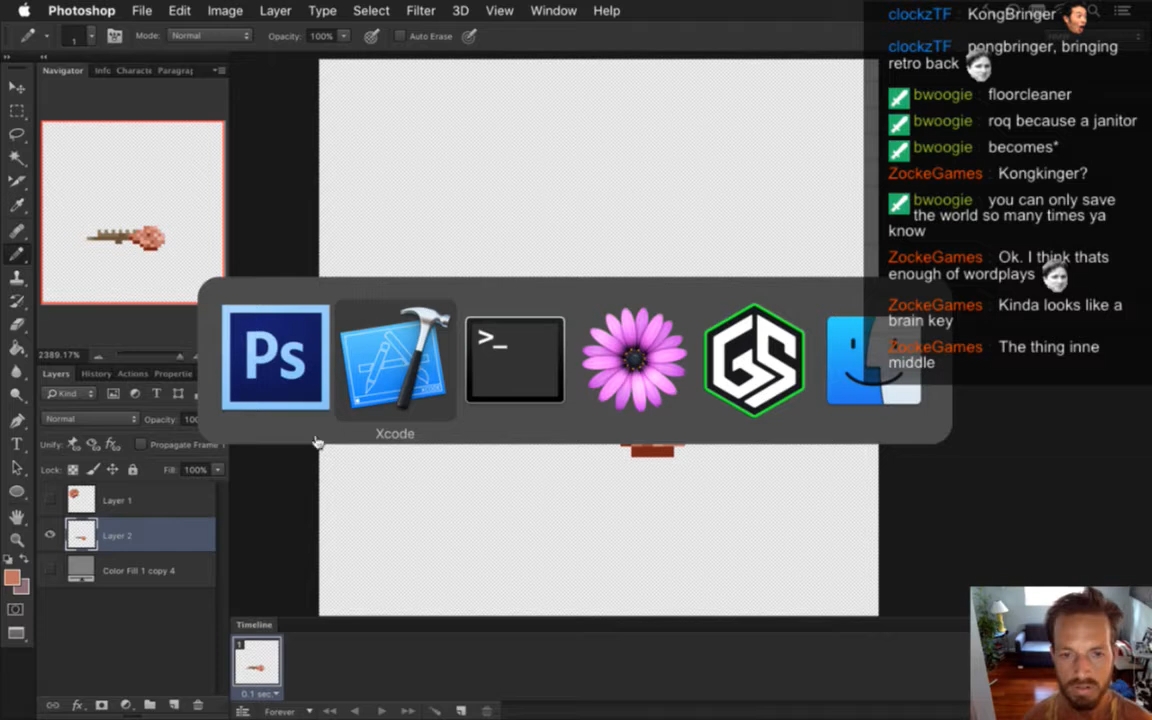 Photoshop File Edit Image Layer Type Select Filter 3D View Window Help
1 Mode: Normal Opacity: 100% Auto Erase
Navigator Info Characte Paragraj
2389.17%
Layers History Actions Propertie
Kind
Normal Opacity:
Unify: Propagate Frame
Lock: Fill: 100%
Layer 1
Layer 2
Color Fill 1 copy 4
Ps
>_
GS
Xcode
Timeline
1
0.1 sec.
Forever
clockzTF KongBringer
clockzTF pongbringer, bringing
retro back
bwoogie : floorcleaner
bwoogie : roq because a janitor
bwoogie : becomes*
ZockeGames : Kongkinger?
bwoogie : you can only save
the world so many times ya
know
ZockeGames : Ok. I think thats
enough of wordplays
ZockeGames : Kinda looks like a
brain key
ZockeGames : The thing inne
middle